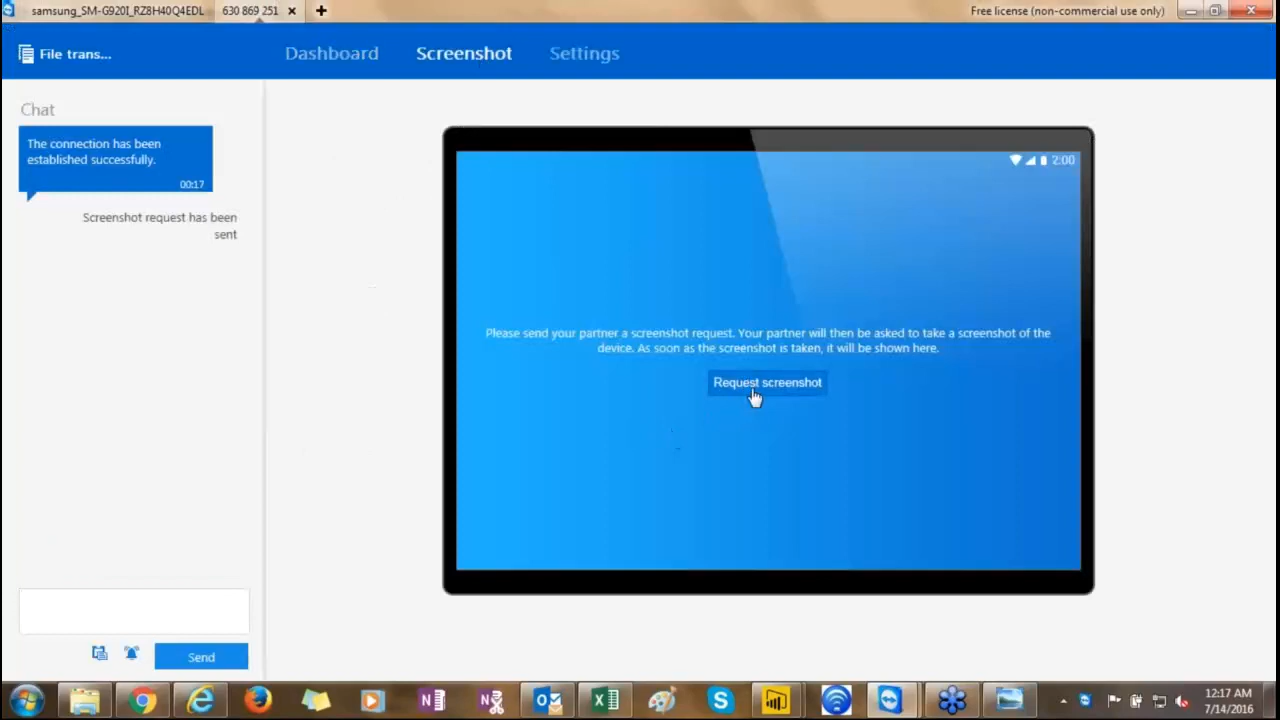 samsung_SM-G920I_RZ8H40Q4EDL
630 869 251
Free license (non-commercial use only)
File trans...
Dashboard
Screenshot
Settings
Chat
The connection has been
established successfully.
00:17
Screenshot request has been
sent
2:00
Please send your partner a screenshot request. Your partner will then be asked to take a screenshot of the
device. As soon as the screenshot is taken, it will be shown here.
Request screenshot
Send
12:17 AM
7/14/2016